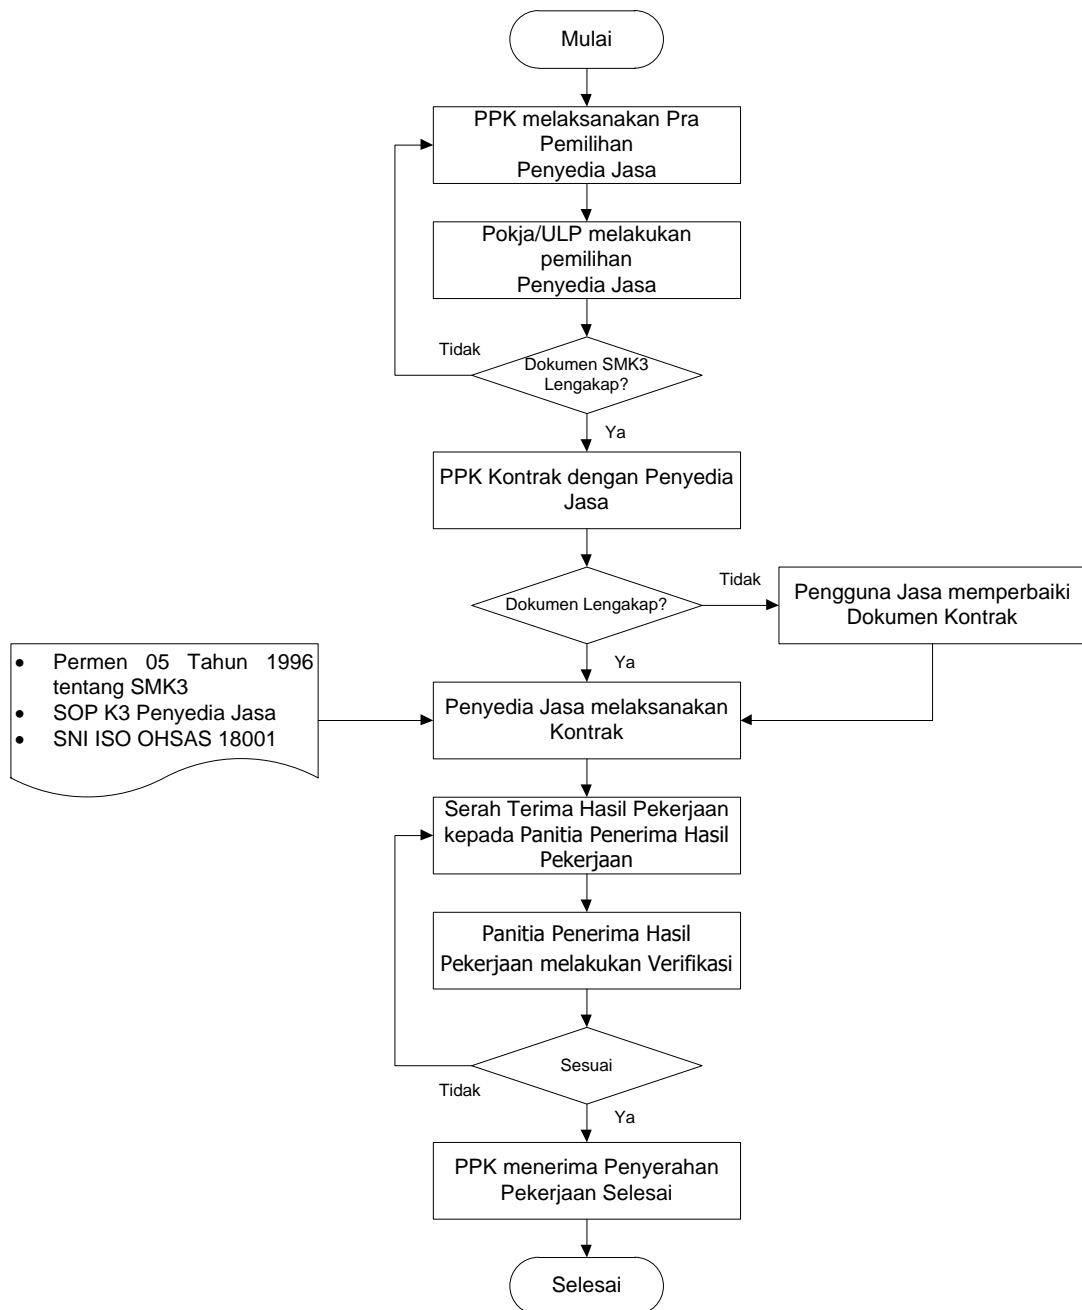 Mulai
PPK melaksanakan Pra
Pemilihan
Penyedia Jasa
Pokja/ULP melakukan
pemilihan
Penyedia Jasa
Tidak
Dokumen SMK3
Lengakap?
Ya
PPK Kontrak dengan Penyedia
Jasa
Dokumen Lengakap?
Tidak
Pengguna Jasa memperbaiki
Dokumen Kontrak
Ya
• Permen 05 Tahun 1996
tentang SMK3
• SOP K3 Penyedia Jasa
• SNI ISO OHSAS 18001
Penyedia Jasa melaksanakan
Kontrak
Serah Terima Hasil Pekerjaan
kepada Panitia Penerima Hasil
Pekerjaan
Panitia Penerima Hasil
Pekerjaan melakukan Verifikasi
Sesuai
Tidak
Ya
PPK menerima Penyerahan
Pekerjaan Selesai
Selesai